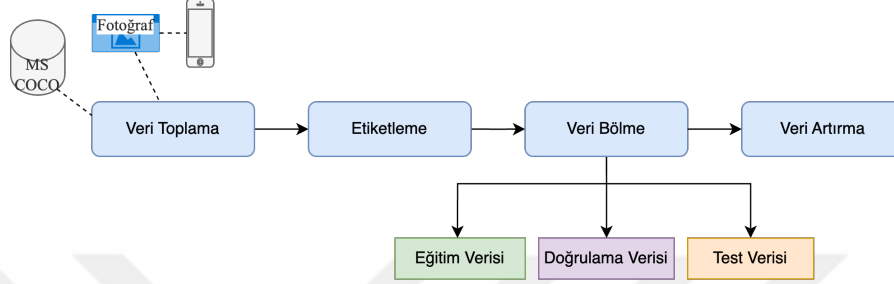 Fotoğraf
MS
COCO
Veri Toplama
Etiketleme
Veri Bölme
Veri Artırma
Eğitim Verisi
Doğrulama Verisi
Test Verisi